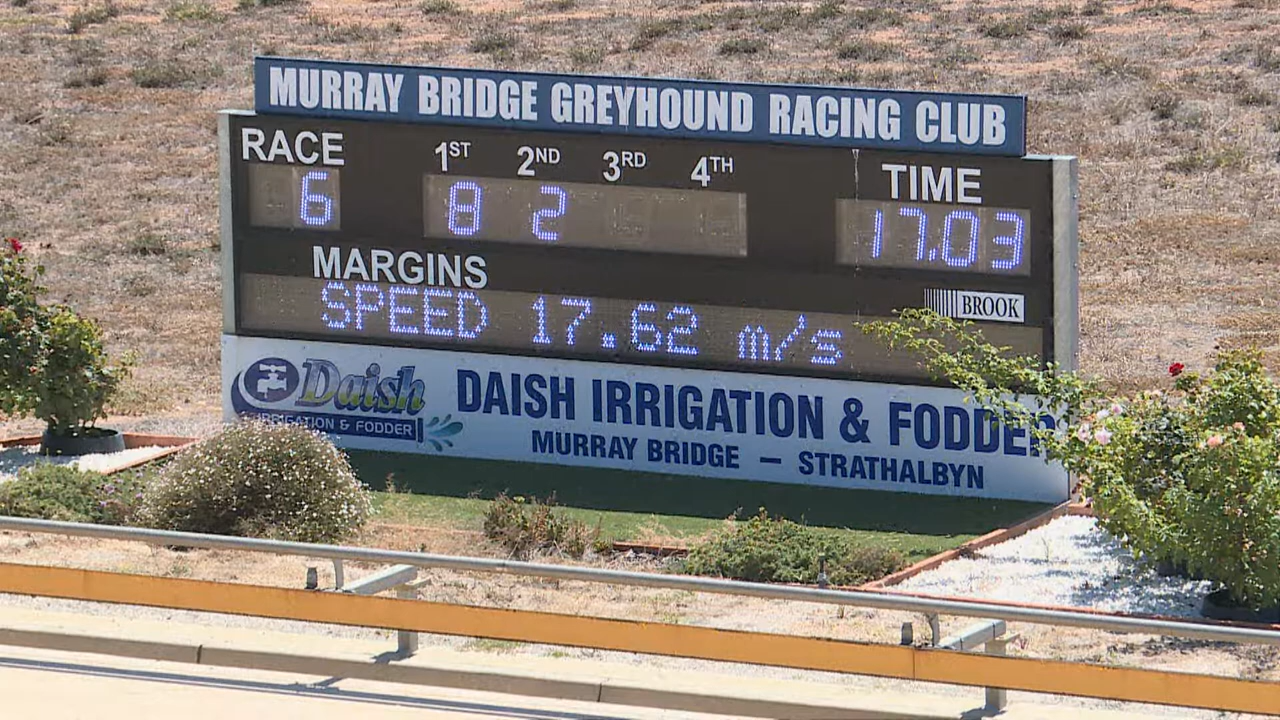 MURRAY BRIDGE GREYHOUND RACING CLUB
RACE 1ST 2ND 3RD 4TH TIME
6 8 2 17.03
MARGINS
BROOK
SPEED 17.62 m/s
Daish
IRRIGATION & FODDER
DAISH IRRIGATION & FODDER
MURRAY BRIDGE — STRATHALBYN